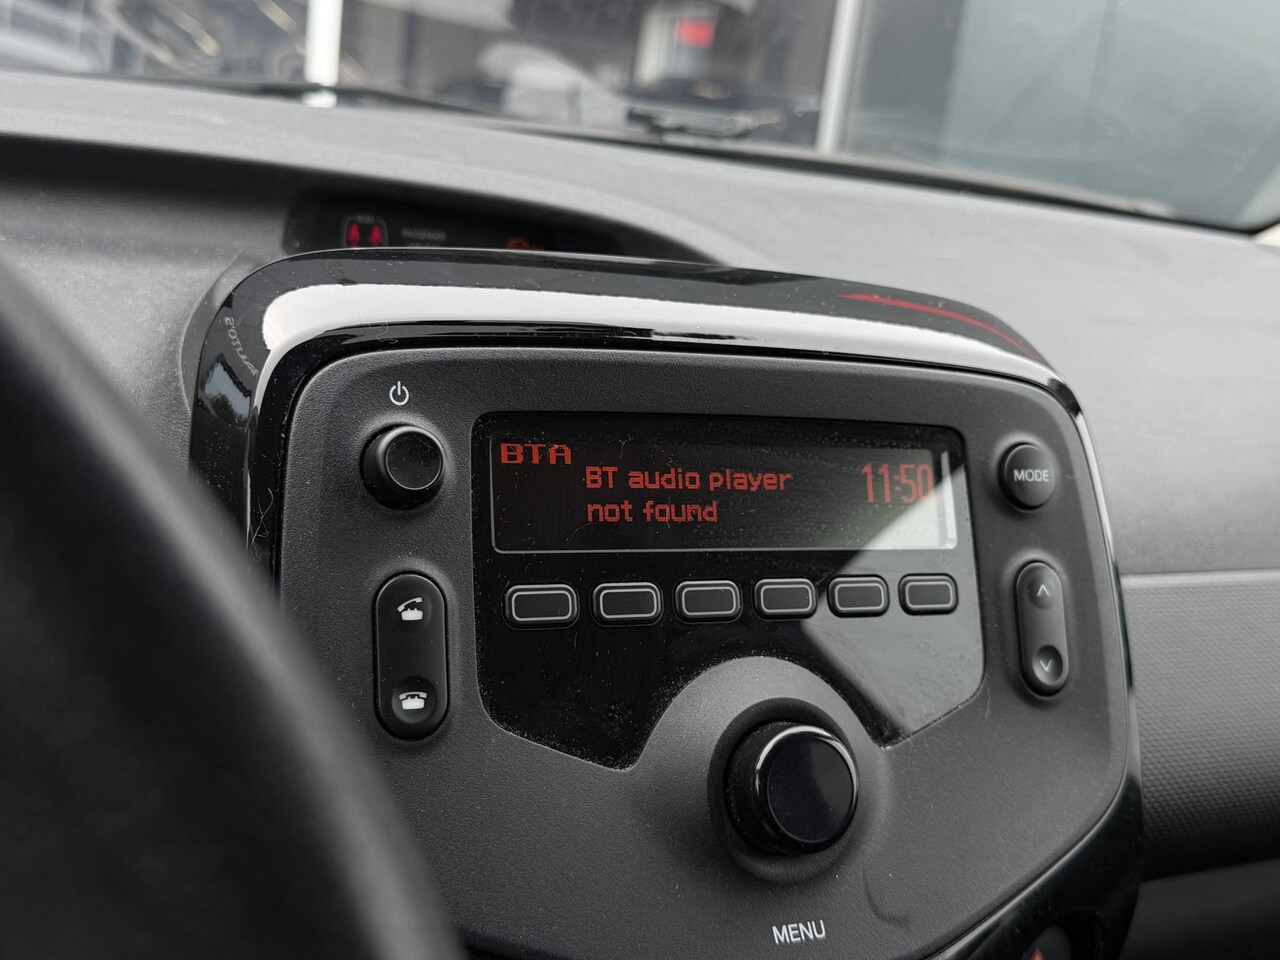 BTA
BT audio player
not found
11:50
MODE
MENU